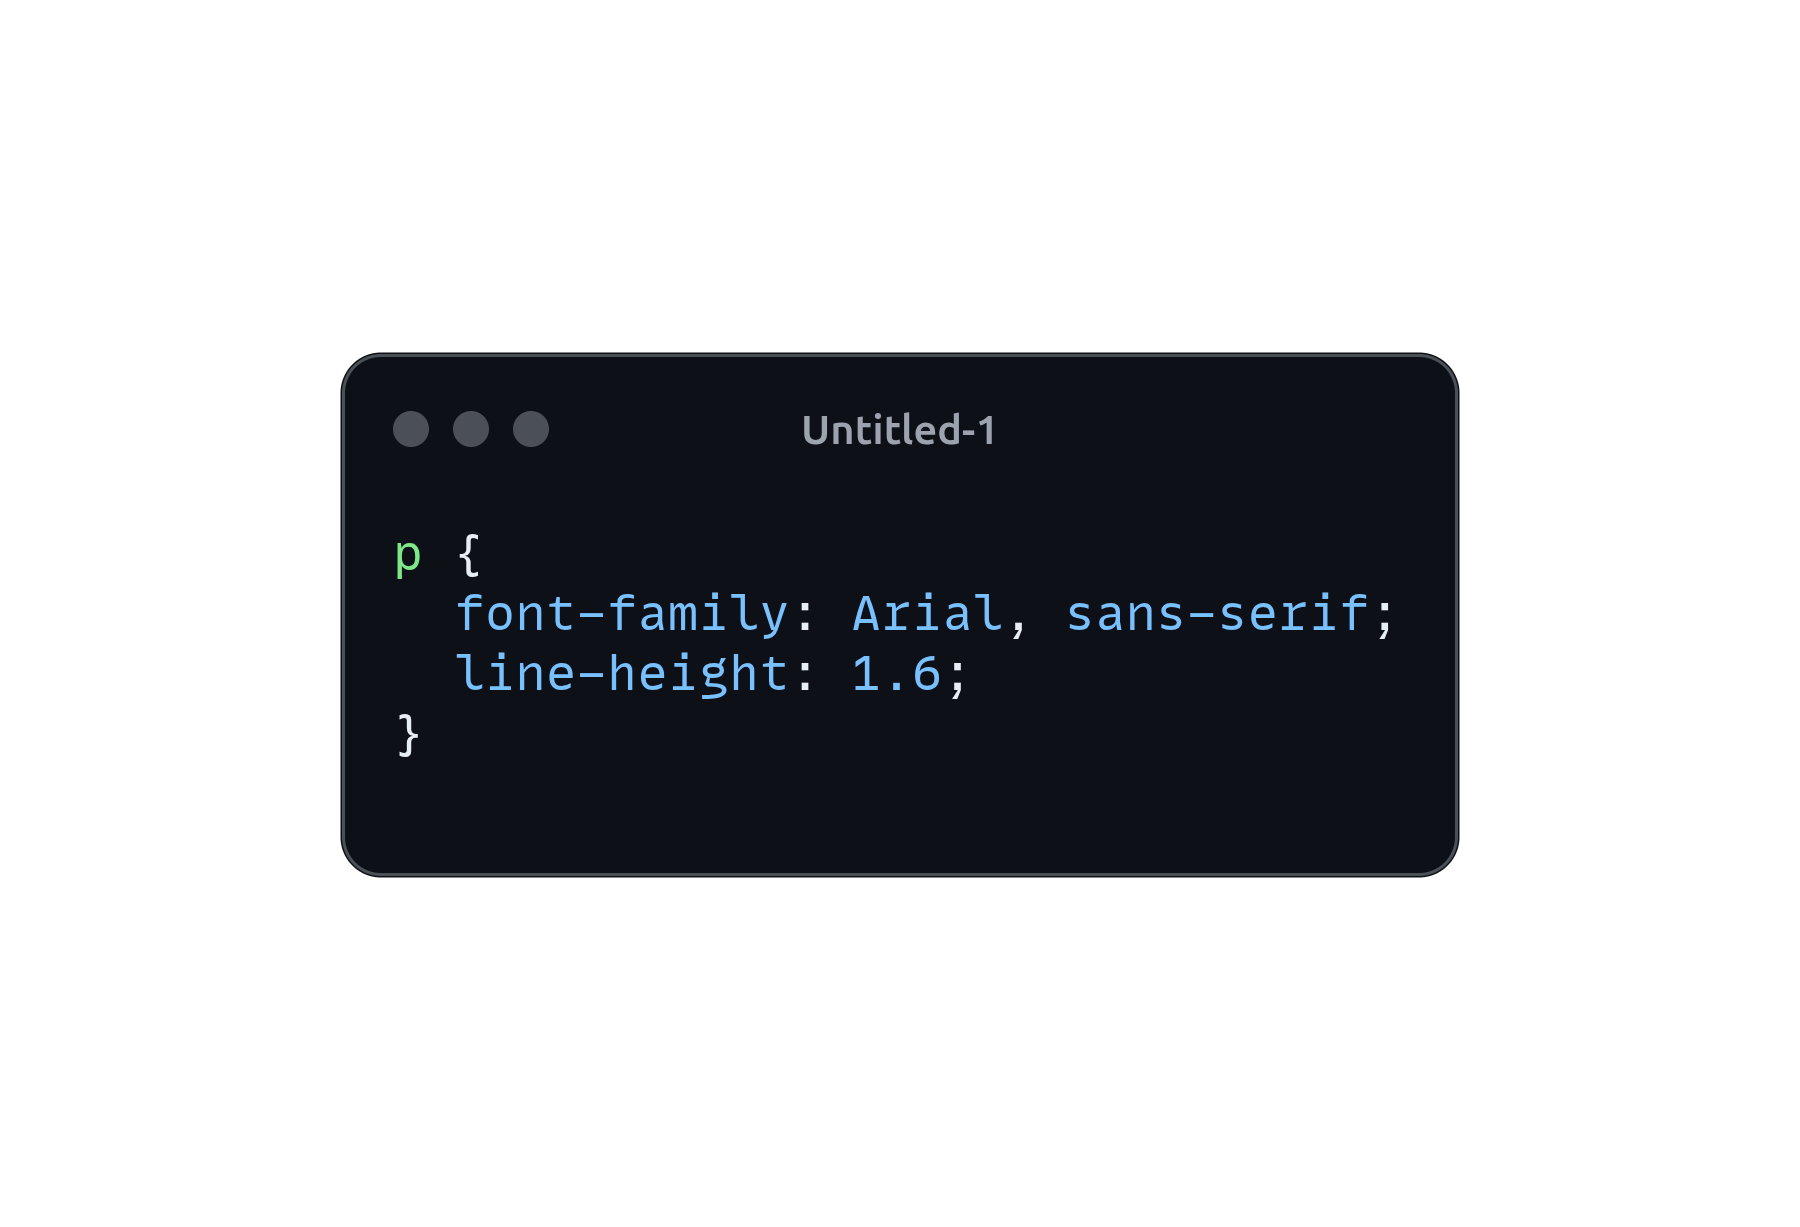 Untitled-1
p {
  font-family: Arial, sans-serif;
  line-height: 1.6;
}